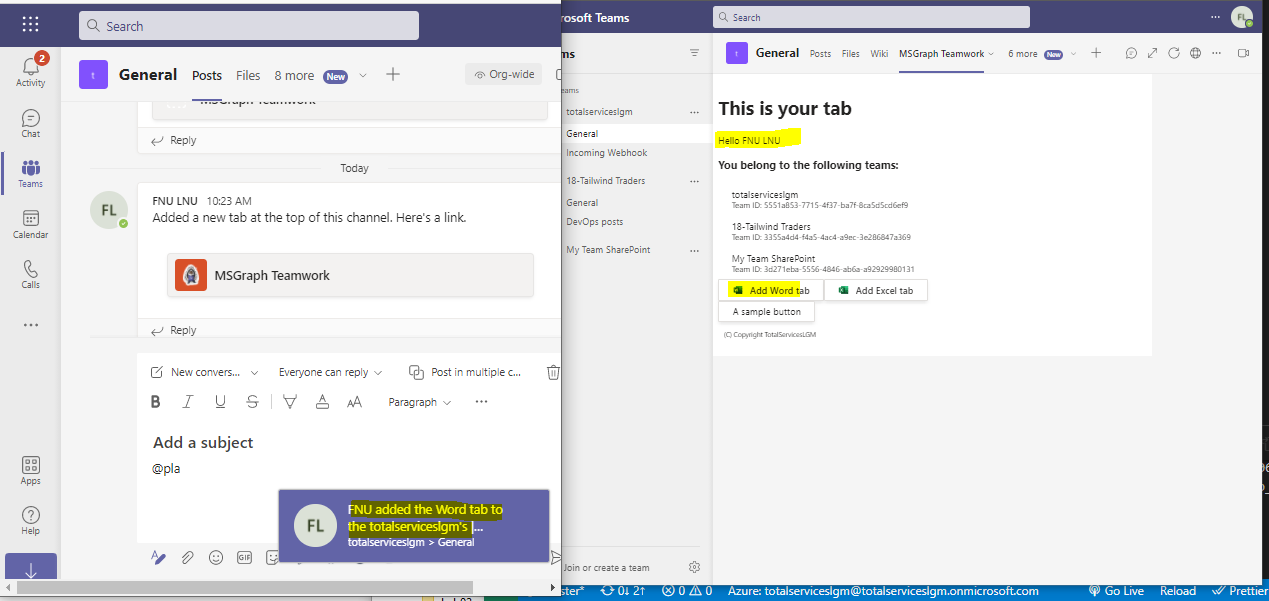 Search
2
Activity
Chat
Teams
Calendar
Calls
Apps
Help
t
General
Posts
Files
8 more
New
Org-wide
MSGraph Teamwork
Reply
Today
FL
FNU LNU
10:23 AM
Added a new tab at the top of this channel. Here's a link.
MSGraph Teamwork
Reply
New convers...
Everyone can reply
Post in multiple c...
B I U S A AA Paragraph
Add a subject
@pla
FL
FNU added the Word tab to
the totalserviceslgm's |...
totalserviceslgm > General
GIF
rosoft Teams
Search
FL
ms
eams
totalserviceslgm
General
Incoming Webhook
18-Tailwind Traders
General
DevOps posts
My Team SharePoint
Join or create a team
t
General
Posts
Files
Wiki
MSGraph Teamwork
6 more
New
This is your tab
Hello FNU LNU
You belong to the following teams:
totalserviceslgm
Team ID: 5551a853-7715-4f37-ba7f-8ca5d5cd6ef9
18-Tailwind Traders
Team ID: 3355a4d4-f4a5-4ac4-a9ec-3e286847a369
My Team SharePoint
Team ID: 3d271eba-5556-4846-ab6a-a92929980131
Add Word tab
Add Excel tab
A sample button
(C) Copyright TotalServicesLGM
ster*
0↓ 2↑
0
0
Azure: totalserviceslgm@totalserviceslgm.onmicrosoft.com
Go Live
Reload
Prettier